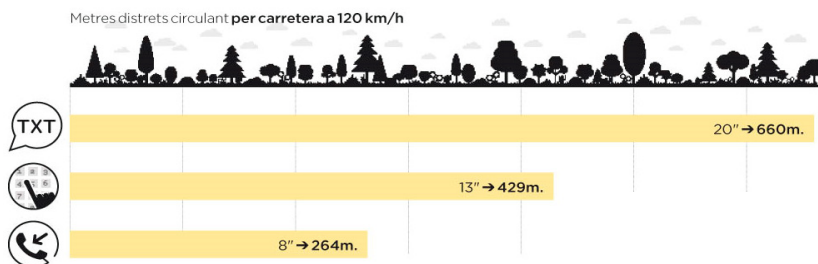 Metres distrets circulant per carretera a 120 km/h
TXT
20" ➔ 660m.
13" ➔ 429m.
8" ➔ 264m.